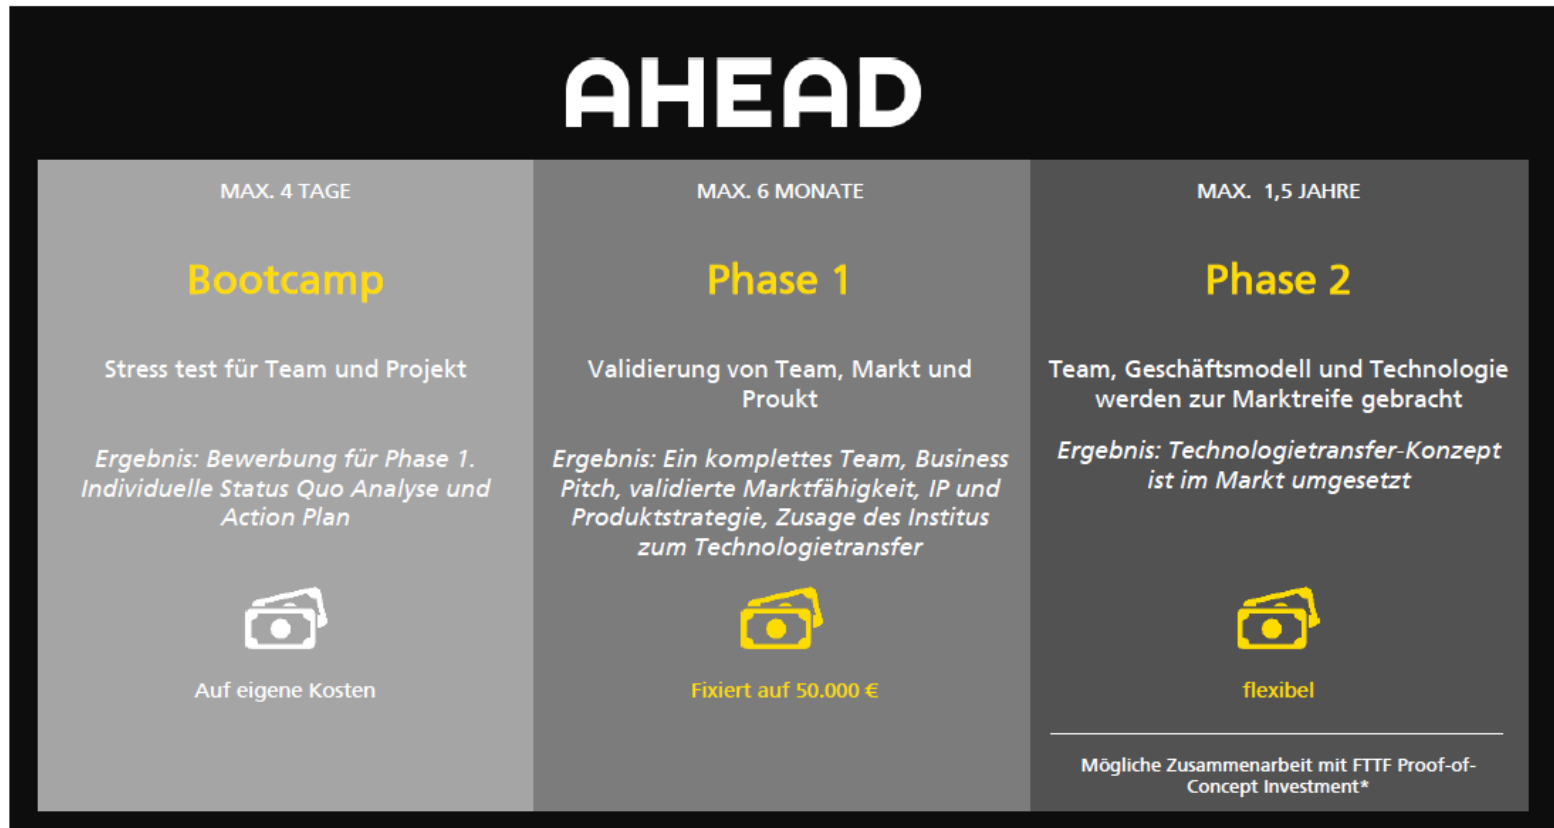 AHEAD
MAX. 4 TAGE
Bootcamp
Stress test für Team und Projekt
Ergebnis: Bewerbung für Phase 1.
Individuelle Status Quo Analyse und
Action Plan
Auf eigene Kosten
MAX. 6 MONATE
Phase 1
Validierung von Team, Markt und
Proukt
Ergebnis: Ein komplettes Team, Business
Pitch, validierte Marktfähigkeit, IP und
Produktstrategie, Zusage des Institus
zum Technologietransfer
Fixiert auf 50.000 €
MAX.  1,5 JAHRE
Phase 2
Team, Geschäftsmodell und Technologie
werden zur Marktreife gebracht
Ergebnis: Technologietransfer-Konzept
ist im Markt umgesetzt
flexibel
Mögliche Zusammenarbeit mit FTTF Proof-of-
Concept Investment*